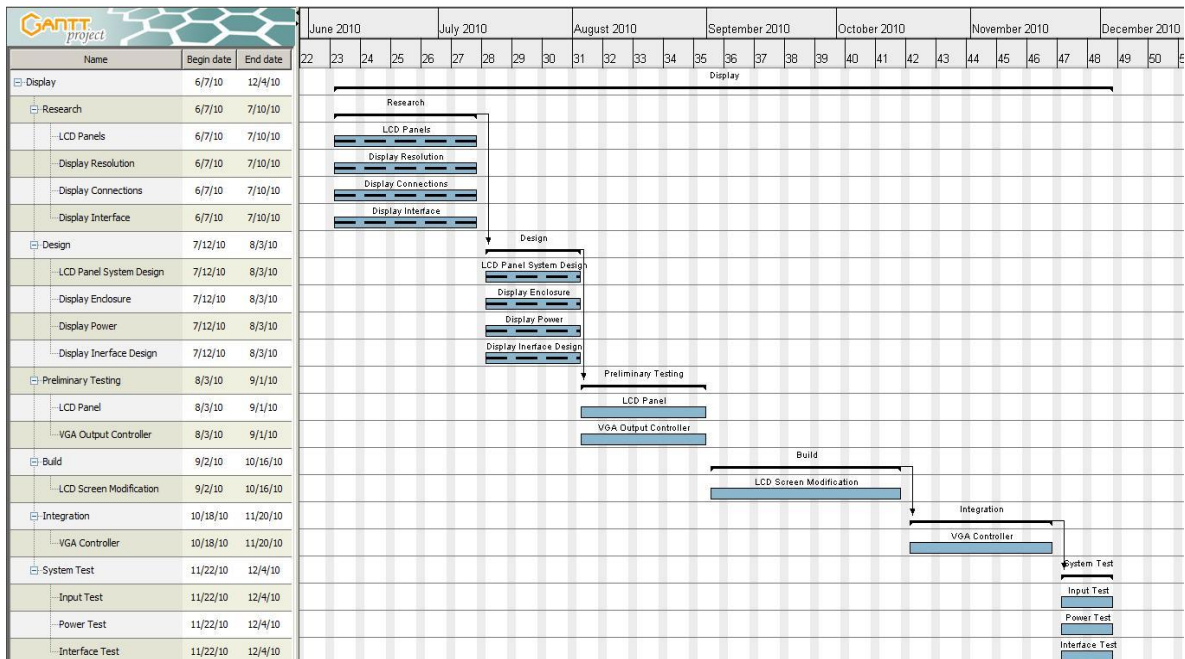 GANTT project
June 2010 July 2010 August 2010 September 2010 October 2010 November 2010 December 2010
Name Begin date End date 22 23 24 25 26 27 28 29 30 31 32 33 34 35 36 37 38 39 40 41 42 43 44 45 46 47 48 49 50
Display 6/7/10 12/4/10 Display
Research 6/7/10 7/10/10 Research
LCD Panels 6/7/10 7/10/10 LCD Panels
Display Resolution 6/7/10 7/10/10 Display Resolution
Display Connections 6/7/10 7/10/10 Display Connections
Display Interface 6/7/10 7/10/10 Display Interface
Design 7/12/10 8/3/10 Design
LCD Panel System Design 7/12/10 8/3/10 LCD Panel System Design
Display Enclosure 7/12/10 8/3/10 Display Enclosure
Display Power 7/12/10 8/3/10 Display Power
Display Inerface Design 7/12/10 8/3/10 Display Inerface Design
Preliminary Testing 8/3/10 9/1/10 Preliminary Testing
LCD Panel 8/3/10 9/1/10 LCD Panel
VGA Output Controller 8/3/10 9/1/10 VGA Output Controller
Build 9/2/10 10/16/10 Build
LCD Screen Modification 9/2/10 10/16/10 LCD Screen Modification
Integration 10/18/10 11/20/10 Integration
VGA Controller 10/18/10 11/20/10 VGA Controller
System Test 11/22/10 12/4/10 System Test
Input Test 11/22/10 12/4/10 Input Test
Power Test 11/22/10 12/4/10 Power Test
Interface Test 11/22/10 12/4/10 Interface Test